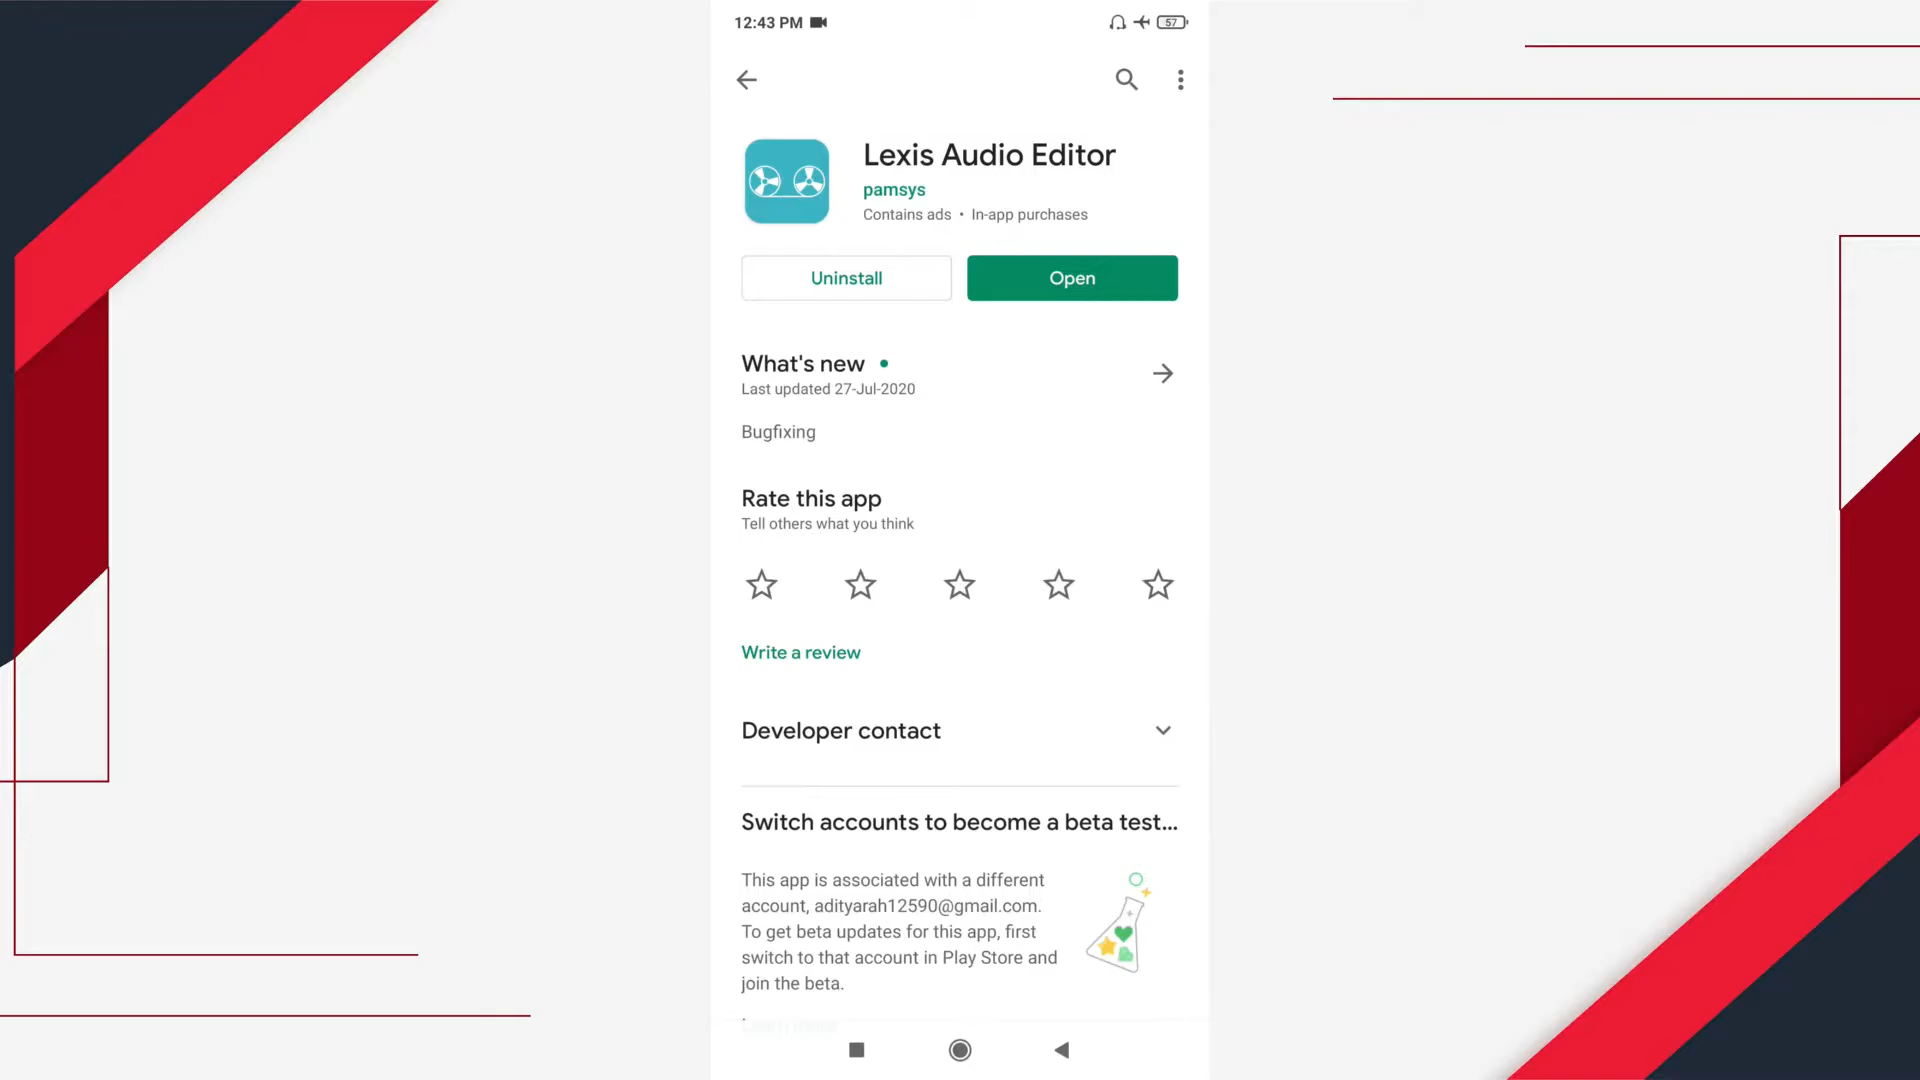 12:43 PM
57
Lexis Audio Editor
pamsys
Contains ads • In-app purchases
Uninstall
Open
What's new
Last updated 27-Jul-2020
Bugfixing
Rate this app
Tell others what you think
Write a review
Developer contact
Switch accounts to become a beta test...
This app is associated with a different
account, adityarah12590@gmail.com.
To get beta updates for this app, first
switch to that account in Play Store and
join the beta.